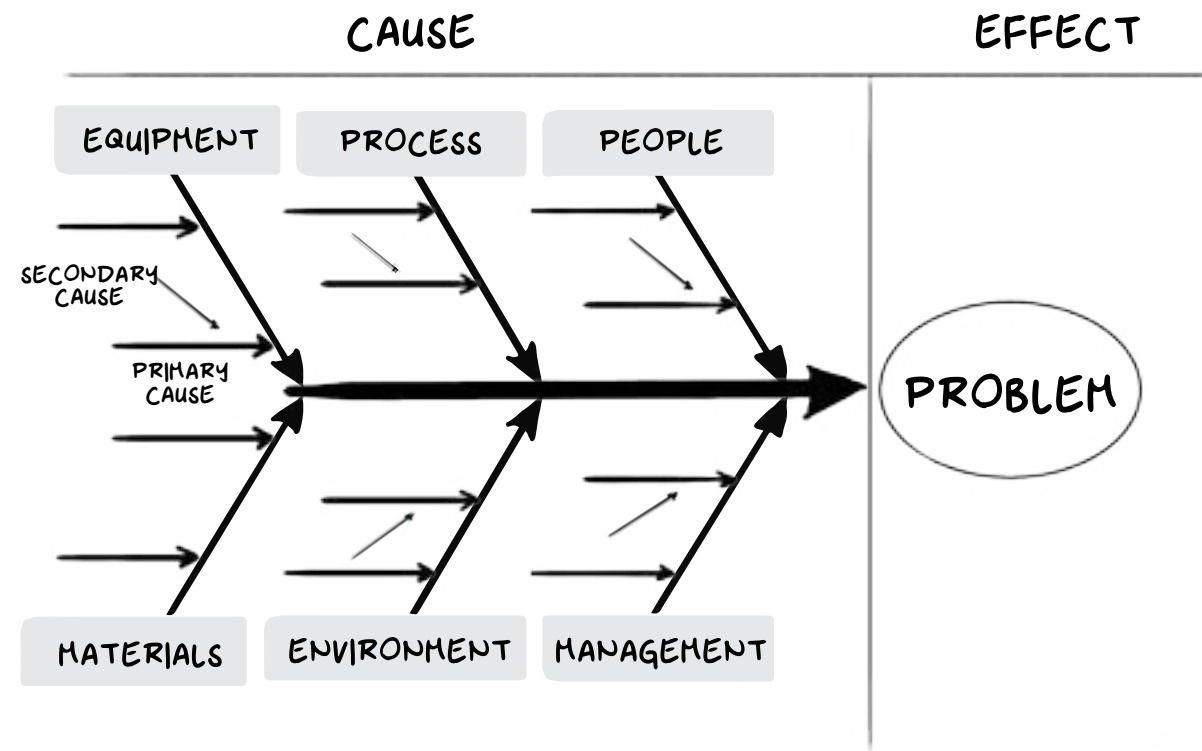 CAUSE
EFFECT
EQUIPMENT
PROCESS
PEOPLE
SECONDARY
CAUSE
PRIMARY
CAUSE
PROBLEM
MATERIALS
ENVIRONMENT
MANAGEMENT